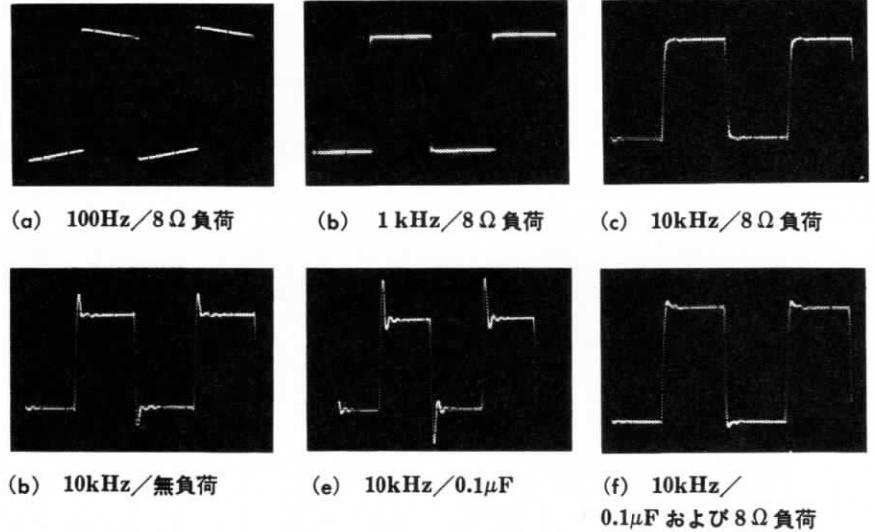 (a) 100Hz/8Ω負荷
(b) 1kHz/8Ω負荷
(c) 10kHz/8Ω負荷
(b) 10kHz/無負荷
(e) 10kHz/0.1μF
(f) 10kHz/
0.1μFおよび8Ω負荷